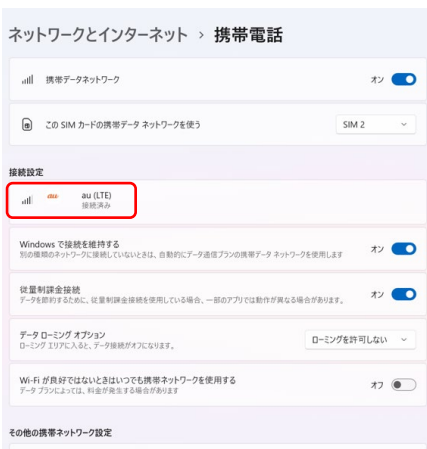 ネットワークとインターネット › 携帯電話
携帯データネットワーク オン
この SIM カードの携帯データ ネットワークを使う SIM 2
接続設定
au au (LTE)
接続済み
Windows で接続を維持する オン
別の種類のネットワークに接続していないときは、自動的にデータ通信プランの携帯データ ネットワークを使用します
従量制課金接続 オン
データを節約するために、従量制課金接続を使用している場合、一部のアプリでは動作が異なる場合があります。
データ ローミング オプション ローミングを許可しない
ローミング エリアに入ると、データ接続がオフになります。
Wi-Fi が良好ではないときはいつでも携帯ネットワークを使用する オフ
データ プランによっては、料金が発生する場合があります
その他の携帯ネットワーク設定